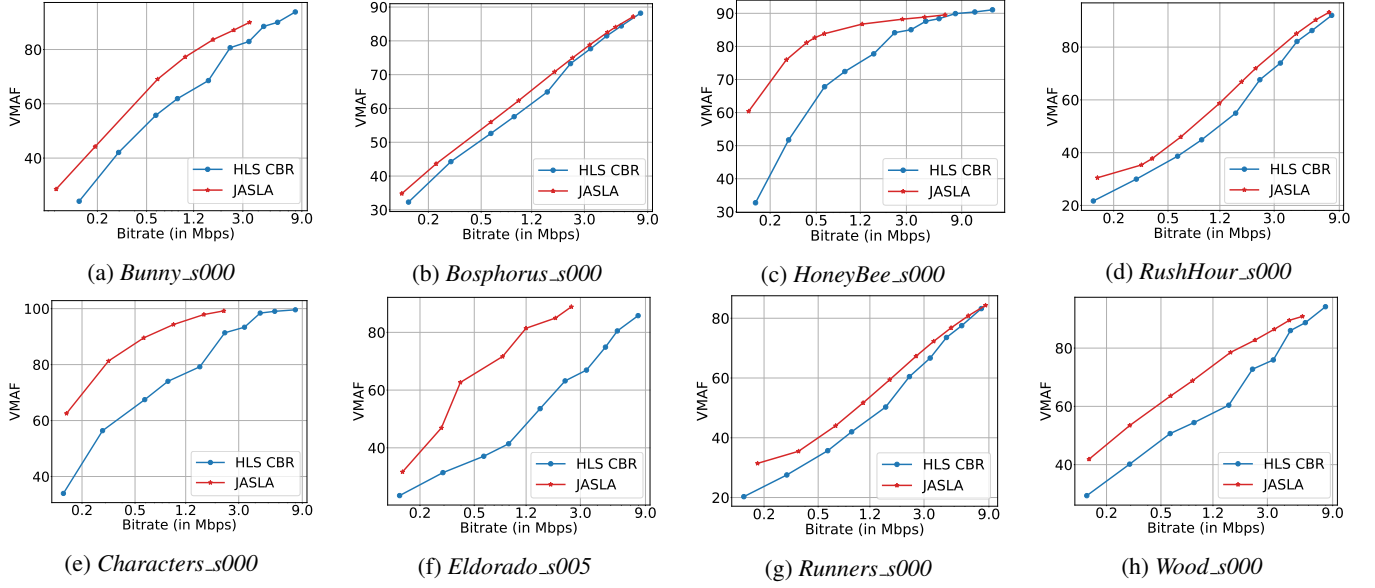 VMAF
80
60
40
HLS CBR
JASLA
0.2 0.5 1.2 3.0 9.0
Bitrate (in Mbps)
(a) Bunny_s000
VMAF
90
80
70
60
50
40
30
HLS CBR
JASLA
0.2 0.5 1.2 3.0 9.0
Bitrate (in Mbps)
(b) Bosphorus_s000
VMAF
90
80
70
60
50
40
30
HLS CBR
JASLA
0.2 0.5 1.2 3.0 9.0
Bitrate (in Mbps)
(c) HoneyBee_s000
VMAF
80
60
40
20
HLS CBR
JASLA
0.2 0.5 1.2 3.0 9.0
Bitrate (in Mbps)
(d) RushHour_s000
VMAF
100
80
60
40
HLS CBR
JASLA
0.2 0.5 1.2 3.0 9.0
Bitrate (in Mbps)
(e) Characters_s000
VMAF
80
60
40
HLS CBR
JASLA
0.2 0.5 1.2 3.0 9.0
Bitrate (in Mbps)
(f) Eldorado_s005
VMAF
80
60
40
20
HLS CBR
JASLA
0.2 0.5 1.2 3.0 9.0
Bitrate (in Mbps)
(g) Runners_s000
VMAF
80
60
40
HLS CBR
JASLA
0.2 0.5 1.2 3.0 9.0
Bitrate (in Mbps)
(h) Wood_s000